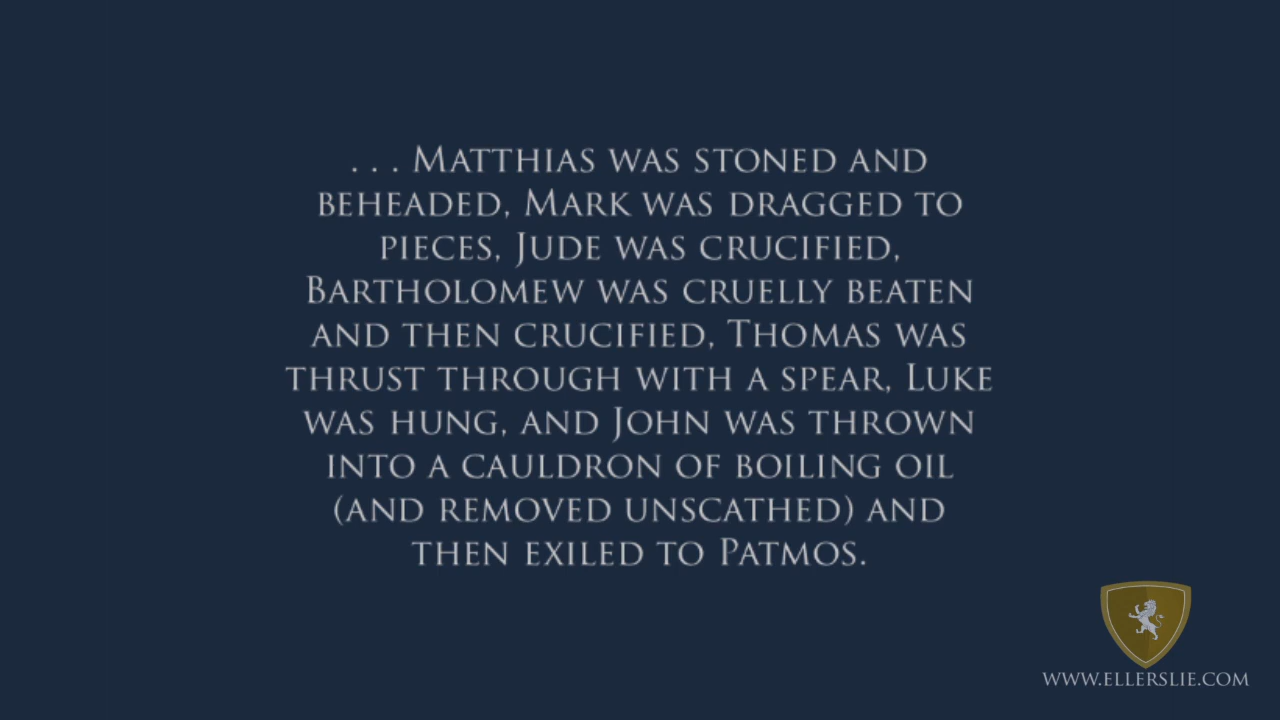 . . . Matthias was stoned and
beheaded, Mark was dragged to
pieces, Jude was crucified,
Bartholomew was cruelly beaten
and then crucified, Thomas was
thrust through with a spear, Luke
was hung, and John was thrown
into a cauldron of boiling oil
(and removed unscathed) and
then exiled to Patmos.
www.ellerslie.com